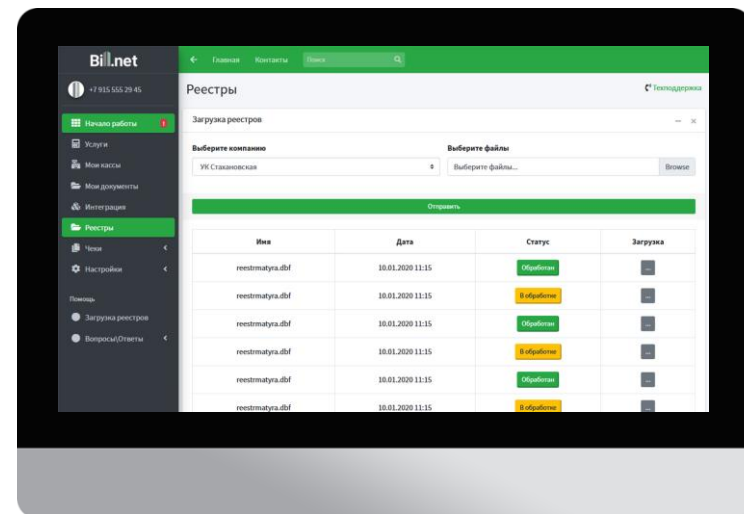 Bill.net
+7 915 555 29 45
Начало работы 1
Услуги
Мои кассы
Мои документы
Интеграция
Реестры
Чеки
Настройки
Помощь
Загрузка реестров
Вопросы\Ответы
Главная Контакты Поиск
Реестры Техподдержка
Загрузка реестров
Выберите компанию Выберите файлы
УК Стакановская Выберите файлы... Browse
Отправить
Имя Дата Статус Загрузка
reestrmatyra.dbf 10.01.2020 11:15 Обработан ...
reestrmatyra.dbf 10.01.2020 11:15 В обработке ...
reestrmatyra.dbf 10.01.2020 11:15 Обработан ...
reestrmatyra.dbf 10.01.2020 11:15 В обработке ...
reestrmatyra.dbf 10.01.2020 11:15 Обработан ...
reestrmatyra.dbf 10.01.2020 11:15 В обработке ...